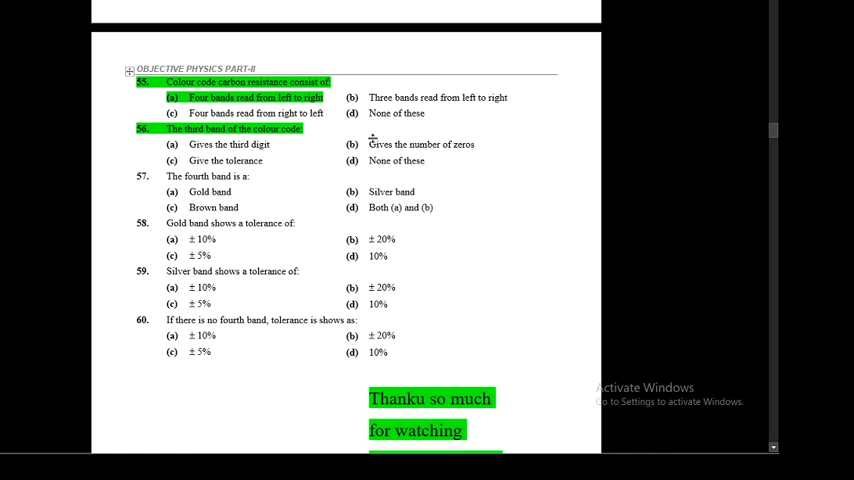 OBJECTIVE PHYSICS PART-II
55. Colour code carbon resistance consist of:
(a) Four bands read from left to right (b) Three bands read from left to right
(c) Four bands read from right to left (d) None of these
56. The third band of the colour code:
(a) Gives the third digit (b) Gives the number of zeros
(c) Give the tolerance (d) None of these
57. The fourth band is a:
(a) Gold band (b) Silver band
(c) Brown band (d) Both (a) and (b)
58. Gold band shows a tolerance of:
(a) ± 10% (b) ± 20%
(c) ± 5% (d) 10%
59. Silver band shows a tolerance of:
(a) ± 10% (b) ± 20%
(c) ± 5% (d) 10%
60. If there is no fourth band, tolerance is shows as:
(a) ± 10% (b) ± 20%
(c) ± 5% (d) 10%
Thanku so much
for watching
Activate Windows
Go to Settings to activate Windows.